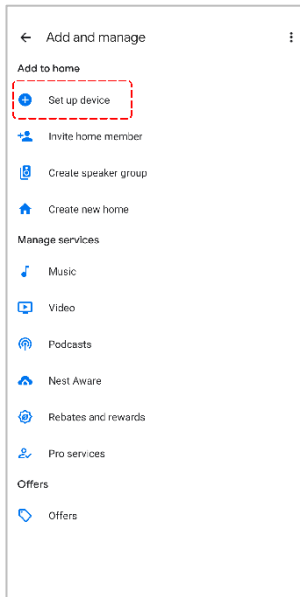 Add and manage
Add to home
Set up device
Invite home member
Create speaker group
Create new home
Manage services
Music
Video
Podcasts
Nest Aware
Rebates and rewards
Pro services
Offers
Offers